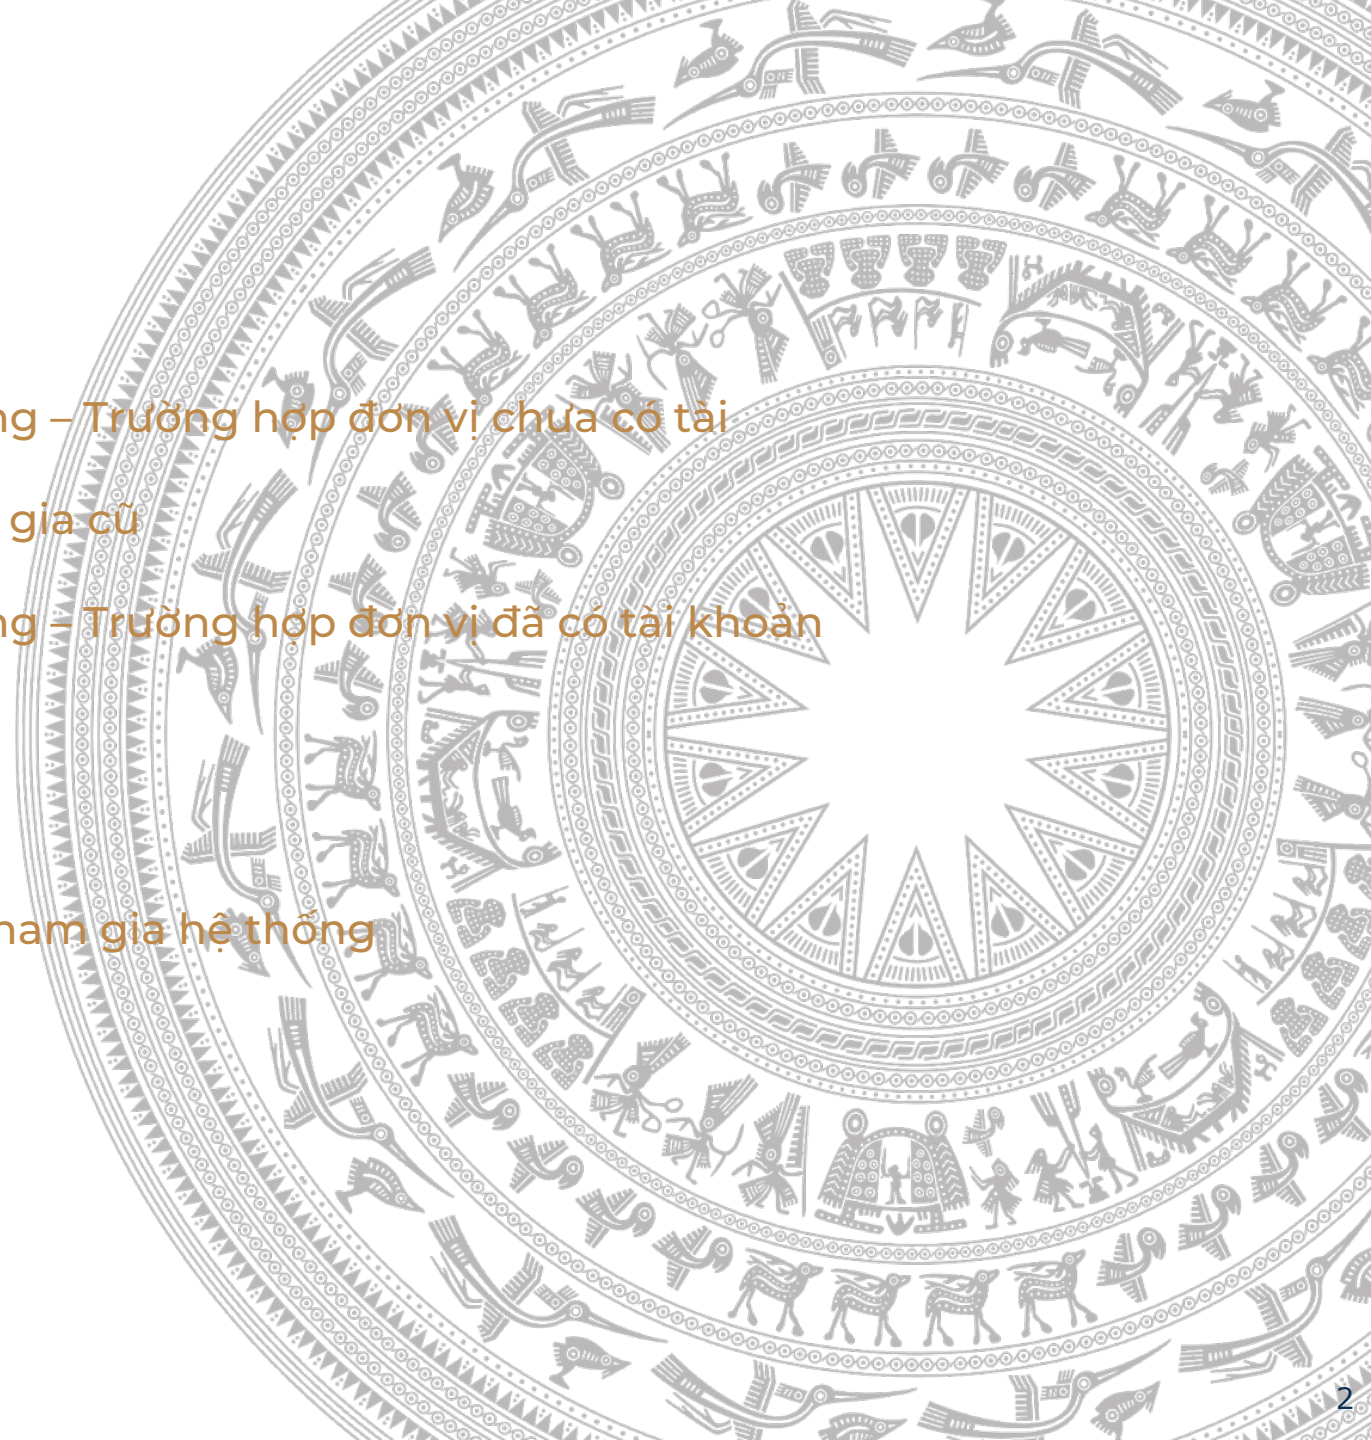 ng – Trường hợp đơn vị chưa có tài
gia cũ
ng – Trường hợp đơn vị đã có tài khoản
ham gia hệ thống
2